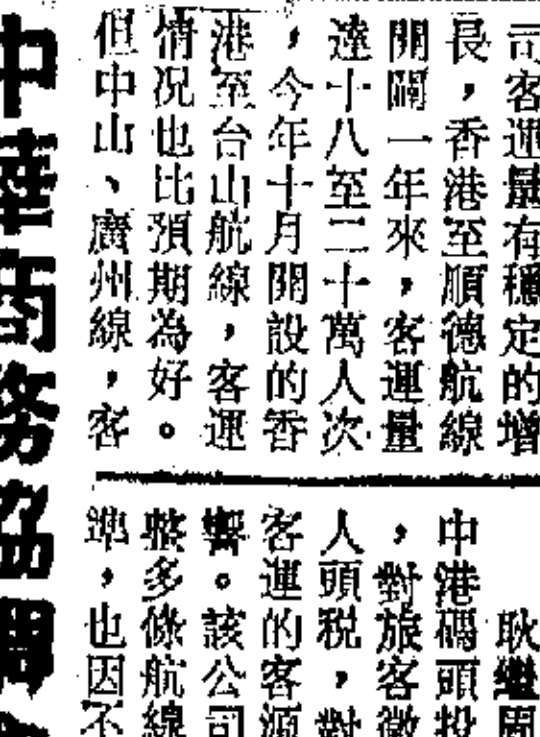 司客運量有穩定的增
長，香港至順德航線
開闢一年來，客運量
達十八至二十萬人次
，今年十月開設的香
港至台山航線，客運
情況也比預期為好。
但中山、廣州線，客
耿繼周
中港碼頭投
，對旅客徵
人頭稅，對
客運的客源
響。該公司
整多條航線
準，也因不
中華商務協調